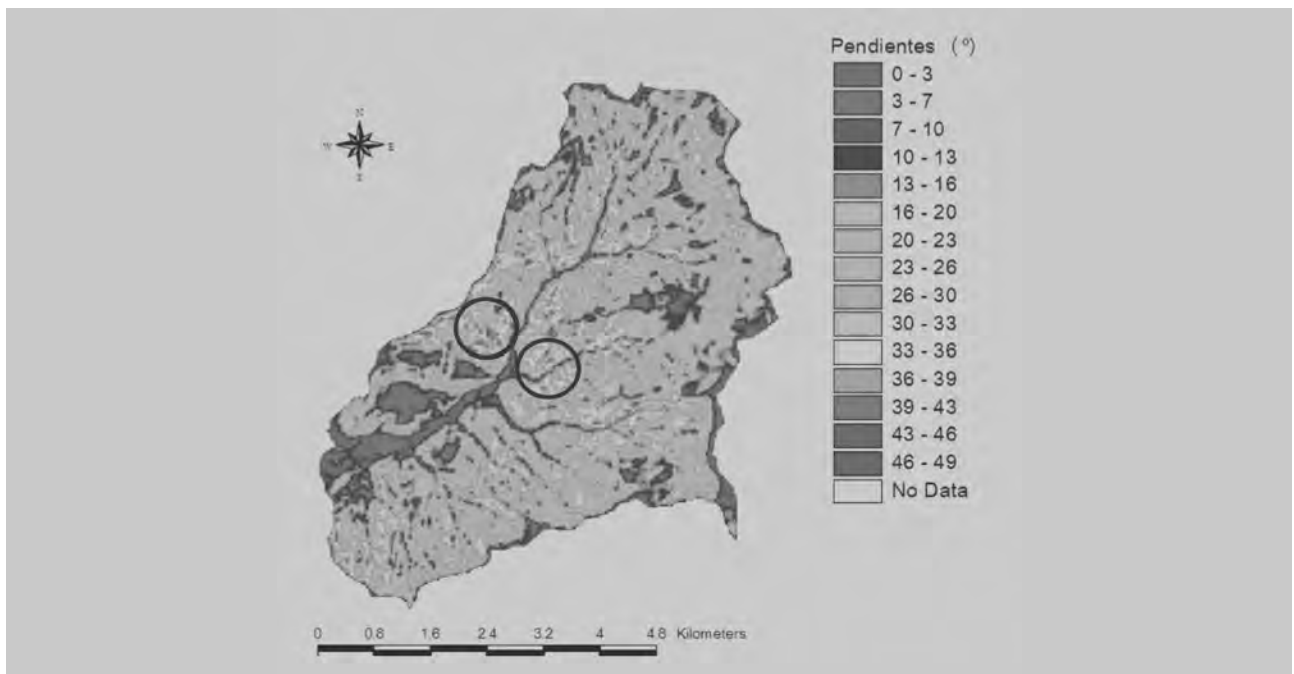 Pendientes (º)
0 - 3
3 - 7
7 - 10
10 - 13
13 - 16
16 - 20
20 - 23
23 - 26
26 - 30
30 - 33
33 - 36
36 - 39
39 - 43
43 - 46
46 - 49
No Data
N
W E
S
0 0.8 1.6 2.4 3.2 4 4.8 Kilometers